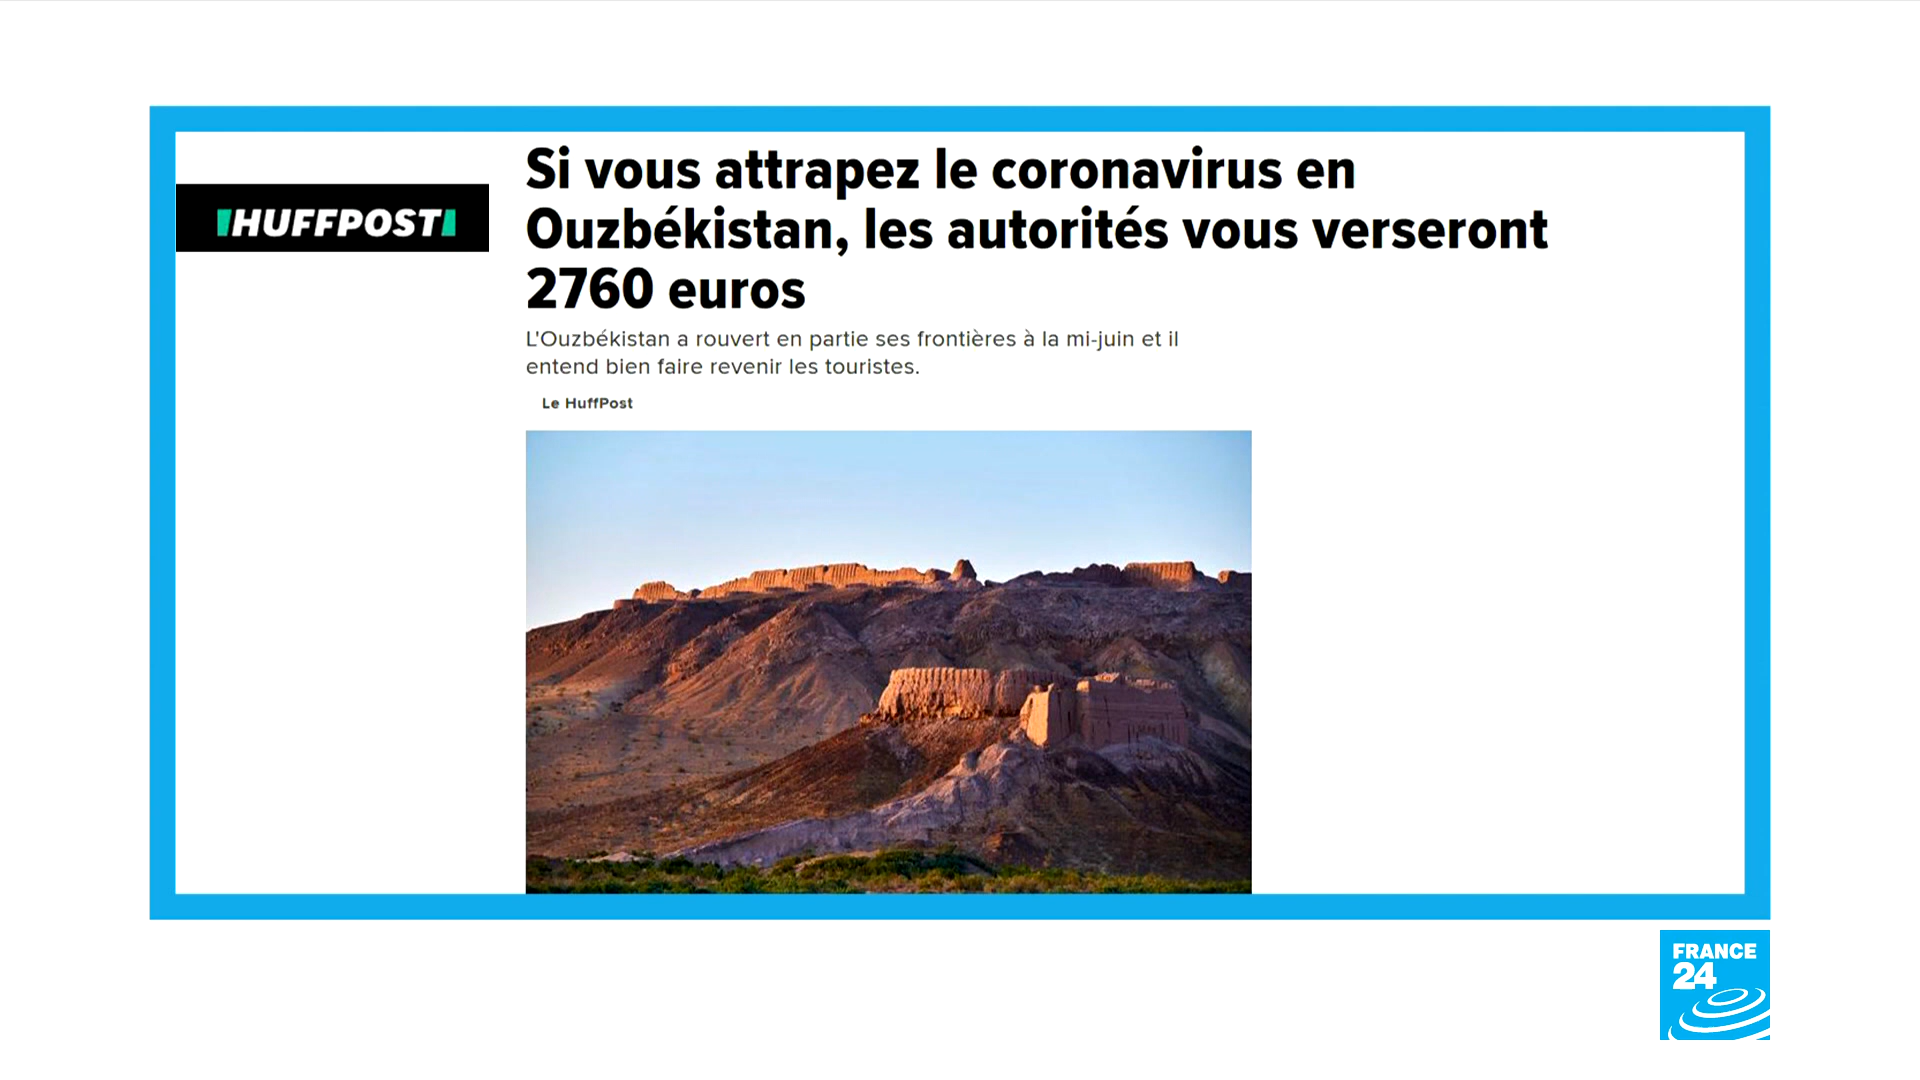 HUFFPOST
Si vous attrapez le coronavirus en
Ouzbékistan, les autorités vous verseront
2760 euros
L'Ouzbékistan a rouvert en partie ses frontières à la mi-juin et il
entend bien faire revenir les touristes.
Le HuffPost
FRANCE
24